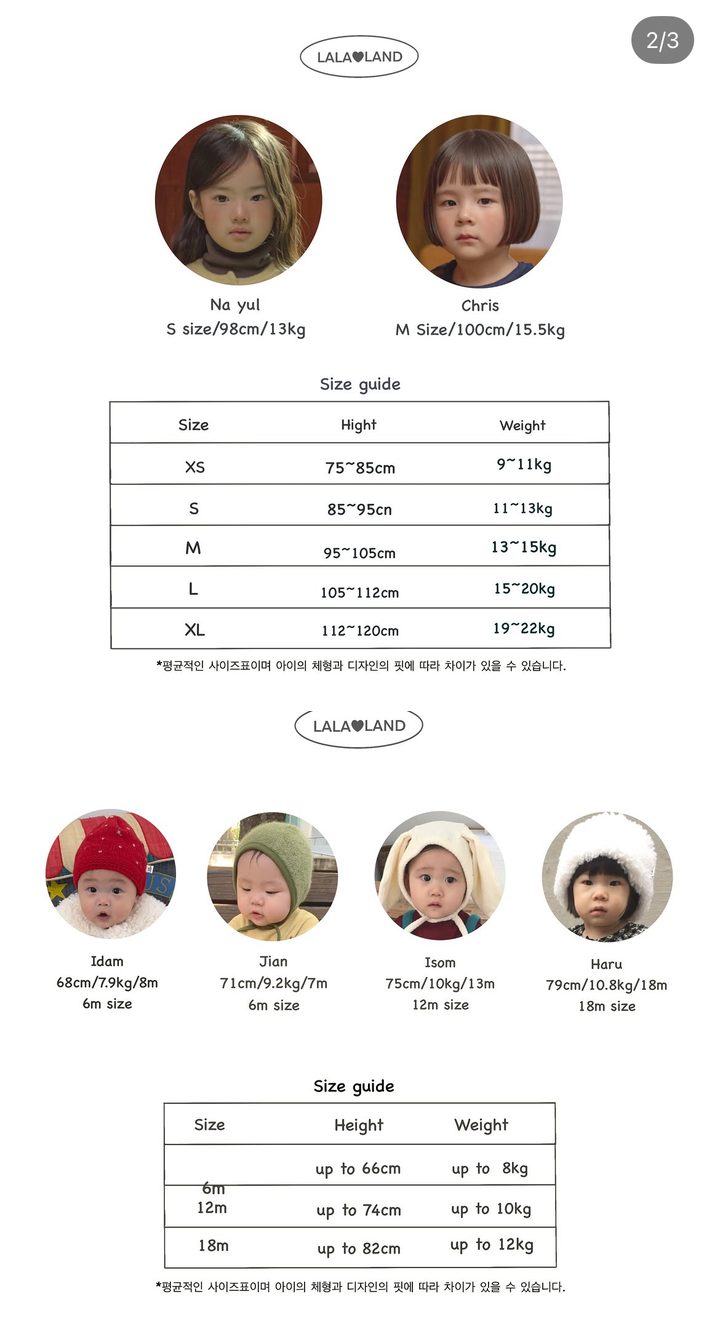 2/3
LALA♥LAND
Na yul
S size/98cm/13kg
Chris
M Size/100cm/15.5kg
Size guide
Size Hight Weight
XS 75~85cm 9~11kg
S 85~95cn 11~13kg
M 95~105cm 13~15kg
L 105~112cm 15~20kg
XL 112~120cm 19~22kg
*평균적인 사이즈표이며 아이의 체형과 디자인의 핏에 따라 차이가 있을 수 있습니다.
LALA♥LAND
Idam
68cm/7.9kg/8m
6m size
Jian
71cm/9.2kg/7m
6m size
Isom
75cm/10kg/13m
12m size
Haru
79cm/10.8kg/18m
18m size
Size guide
Size Height Weight
6m up to 66cm up to 8kg
12m up to 74cm up to 10kg
18m up to 82cm up to 12kg
*평균적인 사이즈표이며 아이의 체형과 디자인의 핏에 따라 차이가 있을 수 있습니다.